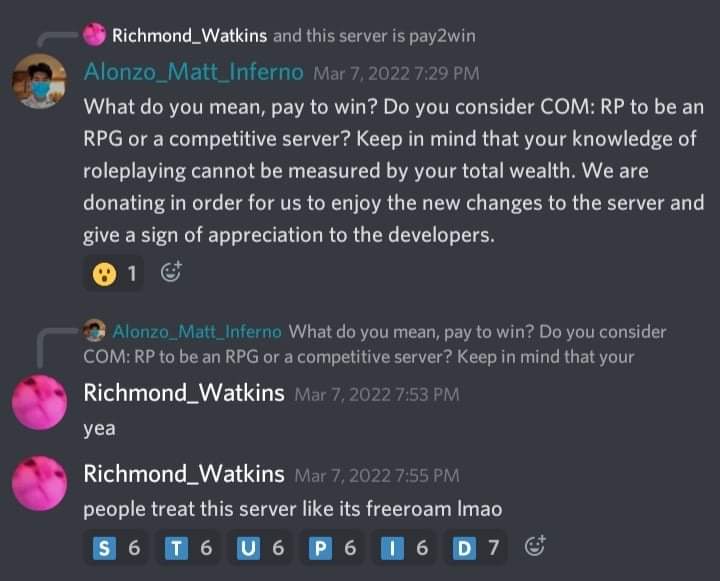 Richmond_Watkins and this server is pay2win
Alonzo_Matt_Inferno Mar 7, 2022 7:29 PM
What do you mean, pay to win? Do you consider COM: RP to be an
RPG or a competitive server? Keep in mind that your knowledge of
roleplaying cannot be measured by your total wealth. We are
donating in order for us to enjoy the new changes to the server and
give a sign of appreciation to the developers.
1
Alonzo_Matt_Inferno What do you mean, pay to win? Do you consider
COM: RP to be an RPG or a competitive server? Keep in mind that your
Richmond_Watkins Mar 7, 2022 7:53 PM
yea
Richmond_Watkins Mar 7, 2022 7:55 PM
people treat this server like its freeroam lmao
S 6 T 6 U 6 P 6 I 6 D 7